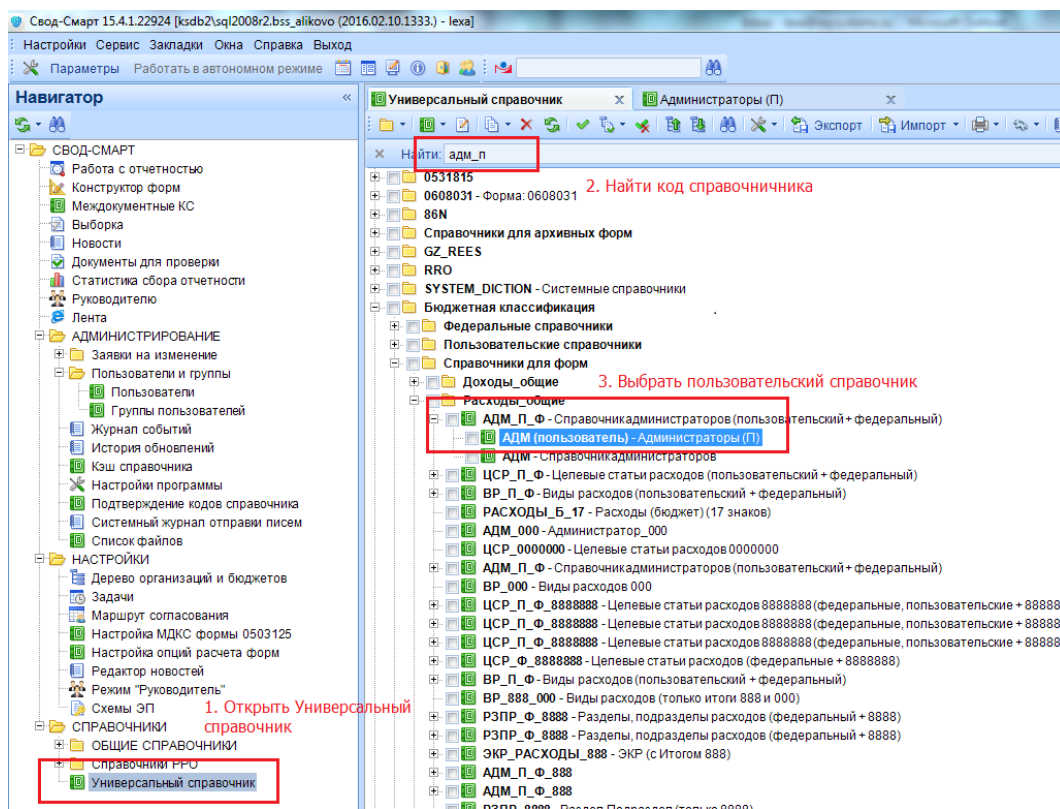 Свод-Смарт 15.4.1.22924 [ksdb2\sql2008r2.bss_alikovo (2016.02.10.1333.) - lexa]
Настройки Сервис Закладки Окна Справка Выход
Параметры Работать в автономном режиме
Навигатор
СВОД-СМАРТ
Работа с отчетностью
Конструктор форм
Междокументные КС
Выборка
Новости
Документы для проверки
Статистика сбора отчетности
Руководителю
Лента
АДМИНИСТРИРОВАНИЕ
Заявки на изменение
Пользователи и группы
Пользователи
Группы пользователей
Журнал событий
История обновлений
Кэш справочника
Настройки программы
Подтверждение кодов справочника
Системный журнал отправки писем
Список файлов
НАСТРОЙКИ
Дерево организаций и бюджетов
Задачи
Маршрут согласования
Настройка МДКС формы 0503125
Настройка опций расчета форм
Редактор новостей
Режим "Руководитель"
Схемы ЭП
1. Открыть Универсальный
справочник
СПРАВОЧНИКИ
ОБЩИЕ СПРАВОЧНИКИ
Справочники РРО
Универсальный справочник
Универсальный справочник
Администраторы (П)
Экспорт Импорт
Найти: адм_п
2. Найти код справочничника
0531815
0608031 - Форма: 0608031
86N
Справочники для архивных форм
GZ_REES
RRO
SYSTEM_DICTION - Системные справочники
Бюджетная классификация
Федеральные справочники
Пользовательские справочники
Справочники для форм
Доходы_общие
3. Выбрать пользовательский справочник
Расходы_общие
АДМ_П_Ф - Справочник администраторов (пользовательский + федеральный)
АДМ (пользователь) - Администраторы (П)
АДМ - Справочник администраторов
ЦСР_П_Ф - Целевые статьи расходов (пользовательский + федеральный)
ВР_П_Ф - Виды расходов (пользовательский + федеральный)
РАСХОДЫ_Б_17 - Расходы (бюджет) (17 знаков)
АДМ_000 - Администратор_000
ЦСР_0000000 - Целевые статьи расходов 0000000
АДМ_П_Ф - Справочник администраторов (пользовательский + федеральный)
ВР_000 - Виды расходов 000
ЦСР_П_Ф_8888888 - Целевые статьи расходов 8888888 (федеральные, пользовательские + 88888
ЦСР_П_Ф_8888888 - Целевые статьи расходов 8888888 (федеральные, пользовательские + 88888
ЦСР_П_Ф_8888888 - Целевые статьи расходов 8888888 (федеральные, пользовательские + 88888
ЦСР_Ф_8888888 - Целевые статьи расходов (федеральные + 8888888)
ВР_П_Ф - Виды расходов (пользовательский + федеральный)
ВР_888_000 - Виды расходов (только итоги 888 и 000)
РЗПР_Ф_8888 - Разделы, подразделы расходов (федеральный + 8888)
РЗПР_Ф_8888 - Разделы, подразделы расходов (федеральный + 8888)
ЭКР_РАСХОДЫ_888 - ЭКР (с Итогом 888)
АДМ_П_Ф_888
АДМ_П_Ф_888
РЗПР_8888 - Раздел Подраздел (только 8888)